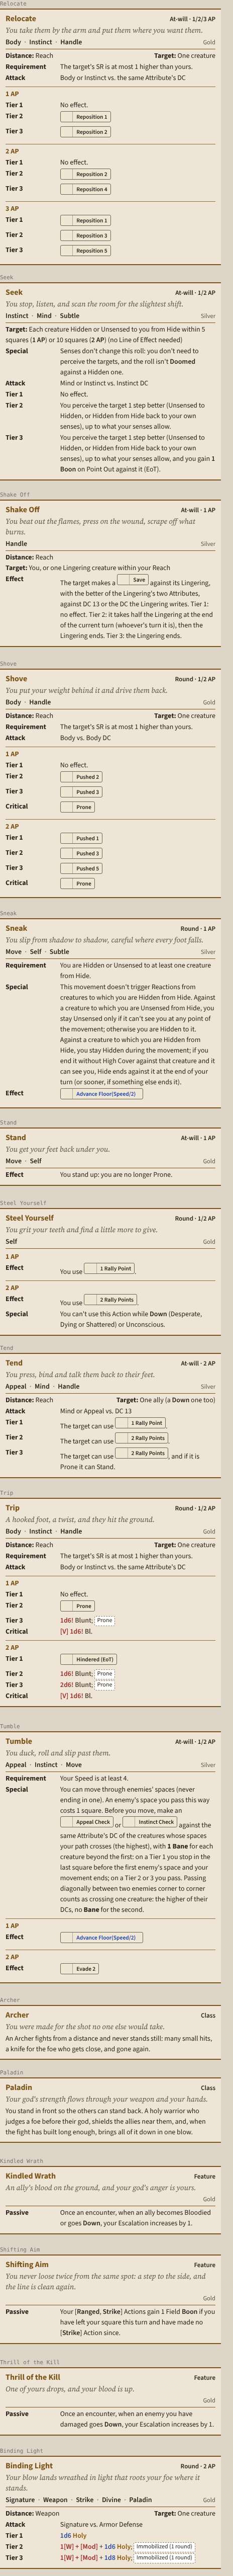 Relocate
Relocate At-will · 1/2/3 AP
You take them by the arm and put them where you want them.
Body · Instinct · Handle Gold
Distance: Reach Target: One creature
Requirement The target's SR is at most 1 higher than yours.
Attack Body or Instinct vs. the same Attribute's DC
1 AP
Tier 1 No effect.
Tier 2 Reposition 1
Tier 3 Reposition 2
2 AP
Tier 1 No effect.
Tier 2 Reposition 2
Tier 3 Reposition 4
3 AP
Tier 1 Reposition 1
Tier 2 Reposition 3
Tier 3 Reposition 5
Seek
Seek At-will · 1/2 AP
You stop, listen, and scan the room for the slightest shift.
Instinct · Mind · Subtle Silver
Target: Each creature Hidden or Unsensed to you from Hide within 5
squares (1 AP) or 10 squares (2 AP) (no Line of Effect needed)
Special Senses don't change this roll: you don't need to
perceive the targets, and the roll isn't Doomed
against a Hidden one.
Attack Mind or Instinct vs. Instinct DC
Tier 1 No effect.
Tier 2 You perceive the target 1 step better (Unsensed to
Hidden, or Hidden from Hide back to your own
senses), up to what your senses allow.
Tier 3 You perceive the target 1 step better (Unsensed to
Hidden, or Hidden from Hide back to your own
senses), up to what your senses allow, and you gain 1
Boon on Point Out against it (EoT).
Shake Off
Shake Off At-will · 1 AP
You beat out the flames, press on the wound, scrape off what
burns.
Handle Silver
Distance: Reach
Target: You, or one Lingering creature within your Reach
Effect The target makes a Save against its Lingering,
with the better of the Lingering's two Attributes,
against DC 13 or the DC the Lingering writes. Tier 1:
no effect. Tier 2: it takes half the Lingering at the end
of the current turn (whoever's turn it is), then the
Lingering ends. Tier 3: the Lingering ends.
Shove
Shove Round · 1/2 AP
You put your weight behind it and drive them back.
Body · Handle Gold
Distance: Reach Target: One creature
Requirement The target's SR is at most 1 higher than yours.
Attack Body vs. Body DC
1 AP
Tier 1 No effect.
Tier 2 Pushed 2
Tier 3 Pushed 3
Critical Prone
2 AP
Tier 1 Pushed 1
Tier 2 Pushed 3
Tier 3 Pushed 5
Critical Prone
Sneak
Sneak Round · 1 AP
You slip from shadow to shadow, careful where every foot falls.
Move · Self · Subtle Silver
Requirement You are Hidden or Unsensed to at least one creature
from Hide.
Special This movement doesn't trigger Reactions from
creatures to which you are Hidden from Hide. Against
a creature to which you are Unsensed from Hide, you
stay Unsensed only if it can't see you at any point of
the movement; otherwise you are Hidden to it.
Against a creature to which you are Hidden from
Hide, you stay Hidden during the movement; if you
end it without High Cover against that creature and it
can see you, Hide ends against it at the end of your
turn (or sooner, if something else ends it).
Effect Advance Floor(Speed/2)
Stand
Stand At-will · 1 AP
You get your feet back under you.
Move · Self Gold
Effect You stand up: you are no longer Prone.
Steel Yourself
Steel Yourself Round · 1/2 AP
You grit your teeth and find a little more to give.
Self Gold
1 AP
Effect You use 1 Rally Point.
2 AP
Effect You use 2 Rally Points.
Special You can't use this Action while Down (Desperate,
Dying or Shattered) or Unconscious.
Tend
Tend At-will · 2 AP
You press, bind and talk them back to their feet.
Appeal · Mind · Handle Silver
Distance: Reach Target: One ally (a Down one too)
Attack Mind or Appeal vs. DC 13
Tier 1 The target can use 1 Rally Point.
Tier 2 The target can use 2 Rally Points.
Tier 3 The target can use 2 Rally Points, and if it is
Prone it can Stand.
Trip
Trip Round · 1/2 AP
A hooked foot, a twist, and they hit the ground.
Body · Instinct · Handle Gold
Distance: Reach Target: One creature
Requirement The target's SR is at most 1 higher than yours.
Attack Body or Instinct vs. the same Attribute's DC
1 AP
Tier 1 No effect.
Tier 2 Prone
Tier 3 1d6! Blunt; Prone
Critical [V] 1d6! Bl.
2 AP
Tier 1 Hindered (EoT)
Tier 2 1d6! Blunt; Prone
Tier 3 2d6! Blunt; Prone
Critical [V] 1d6! Bl.
Tumble
Tumble At-will · 1/2 AP
You duck, roll and slip past them.
Appeal · Instinct · Move Silver
Requirement Your Speed is at least 4.
Special You can move through enemies' spaces (never
ending in one). An enemy's space you pass this way
costs 1 square. Before you move, make an
Appeal Check or Instinct Check against the
same Attribute's DC of the creatures whose spaces
your path crosses (the highest), with 1 Bane for each
creature beyond the first: on a Tier 1 you stop in the
last square before the first enemy's space and your
movement ends; on a Tier 2 or 3 you pass. Passing
diagonally between two enemies corner to corner
counts as crossing one creature: the higher of their
DCs, no Bane for the second.
1 AP
Effect Advance Floor(Speed/2)
2 AP
Effect Evade 2
Archer
Archer Class
You were made for the shot no one else would take.
An Archer fights from a distance and never stands still: many small hits,
a knife for the foe who gets close, and gone again.
Paladin
Paladin Class
Your god's strength flows through your weapon and your hands.
You stand in front so the others can stand back. A holy warrior who
judges a foe before their god, shields the allies near them, and, when
the fight has built long enough, brings all of it down in one blow.
Kindled Wrath
Kindled Wrath Feature
An ally's blood on the ground, and your god's anger is yours.
Gold
Passive Once an encounter, when an ally becomes Bloodied
or goes Down, your Escalation increases by 1.
Shifting Aim
Shifting Aim Feature
You never loose twice from the same spot: a step to the side, and
the line is clean again.
Gold
Passive Your [Ranged, Strike] Actions gain 1 Field Boon if you
have left your square this turn and have made no
[Strike] Action since.
Thrill of the Kill
Thrill of the Kill Feature
One of yours drops, and your blood is up.
Gold
Passive Once an encounter, when an enemy you have
damaged goes Down, your Escalation increases by 1.
Binding Light
Binding Light Round · 2 AP
Your blow lands wreathed in light that roots your foe where it
stands.
Signature · Weapon · Strike · Divine · Paladin Gold
Distance: Weapon Target: One creature
Attack Signature vs. Armor Defense
Tier 1 1d6 Holy
Tier 2 1[W] + [Mod] + 1d6 Holy; Immobilized (1 round)
Tier 3 1[W] + [Mod] + 1d8 Holy; Immobilized (1 round)